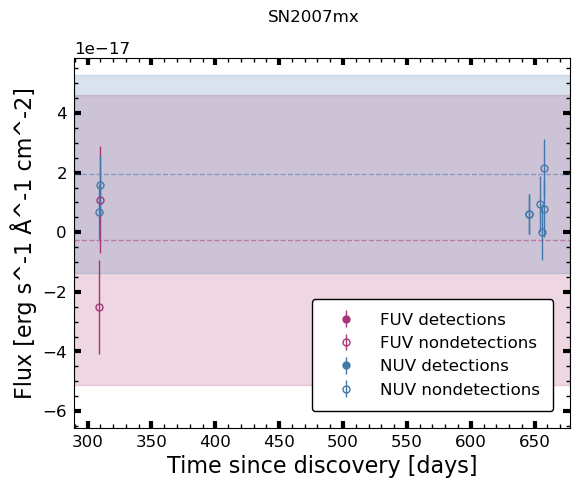 SN2007mx
1e−17
Flux [erg s^-1 Å^-1 cm^-2]
4
2
0
−2
−4
−6
FUV detections
FUV nondetections
NUV detections
NUV nondetections
300 350 400 450 500 550 600 650
Time since discovery [days]